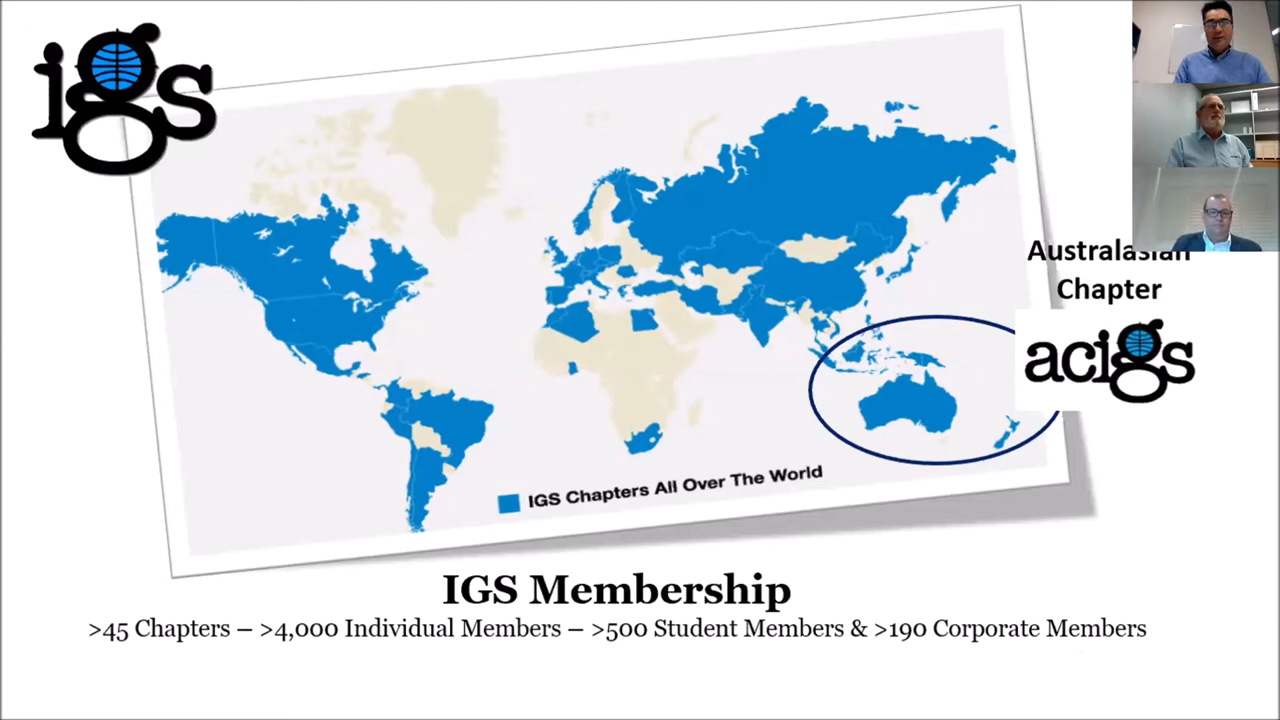 igs
Australasian
Chapter
acigs
IGS Chapters All Over The World
IGS Membership
>45 Chapters – >4,000 Individual Members – >500 Student Members & >190 Corporate Members